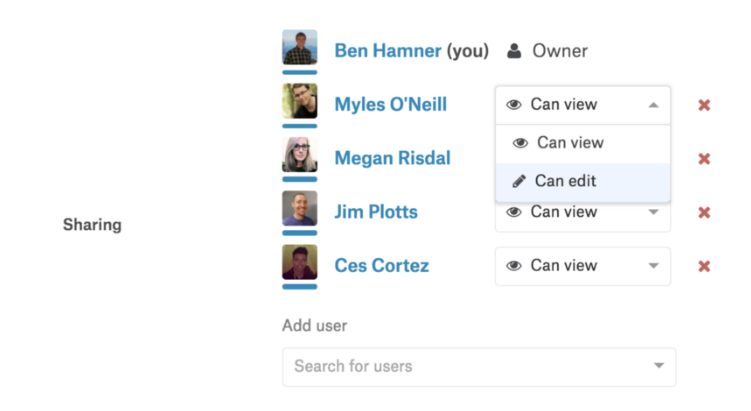 Ben Hamner (you) Owner
Myles O'Neill Can view
Can view
Megan Risdal
Can edit
Jim Plotts Can view
Sharing
Ces Cortez Can view
Add user
Search for users